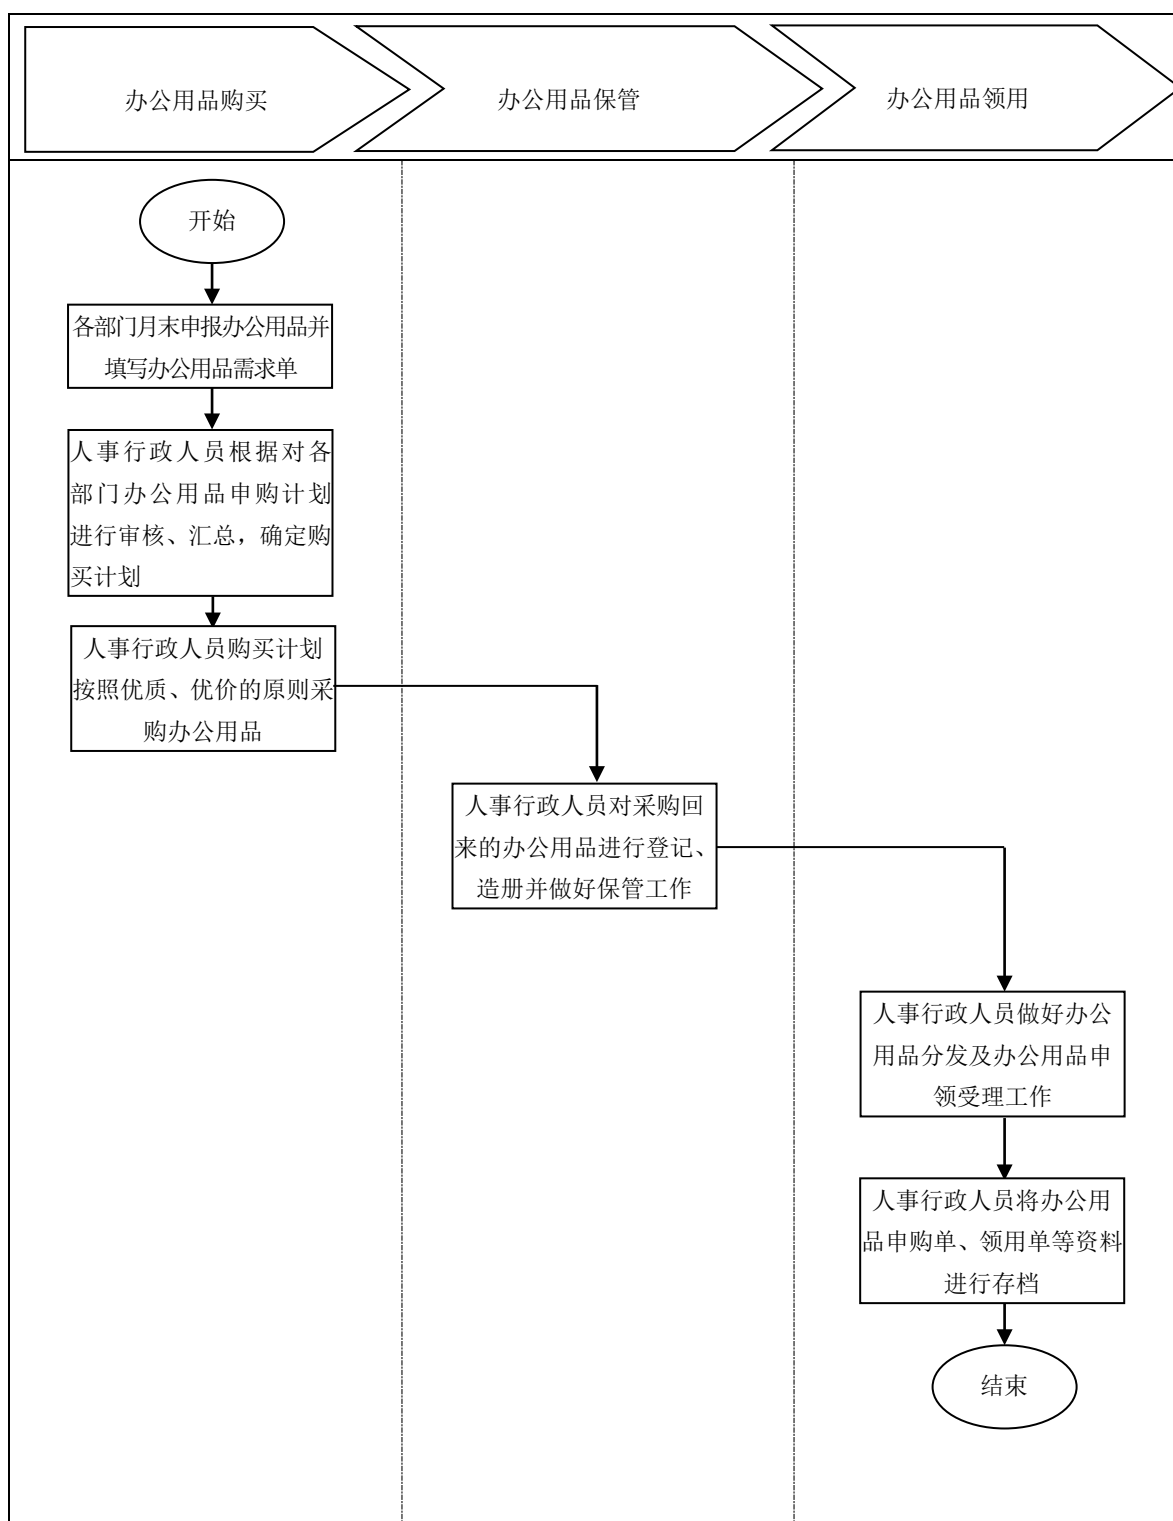 办公用品购买
办公用品保管
办公用品领用
开始
各部门月末申报办公用品并
填写办公用品需求单
人事行政人员根据对各
部门办公用品申购计划
进行审核、汇总，确定购
买计划
人事行政人员购买计划
按照优质、优价的原则采
购办公用品
人事行政人员对采购回
来的办公用品进行登记、
造册并做好保管工作
人事行政人员做好办公
用品分发及办公用品申
领受理工作
人事行政人员将办公用
品申购单、领用单等资料
进行存档
结束